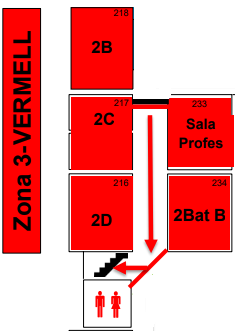 Zona 3-VERMELL
218
2B
217
2C
233
Sala
Profes
216
2D
234
2Bat B